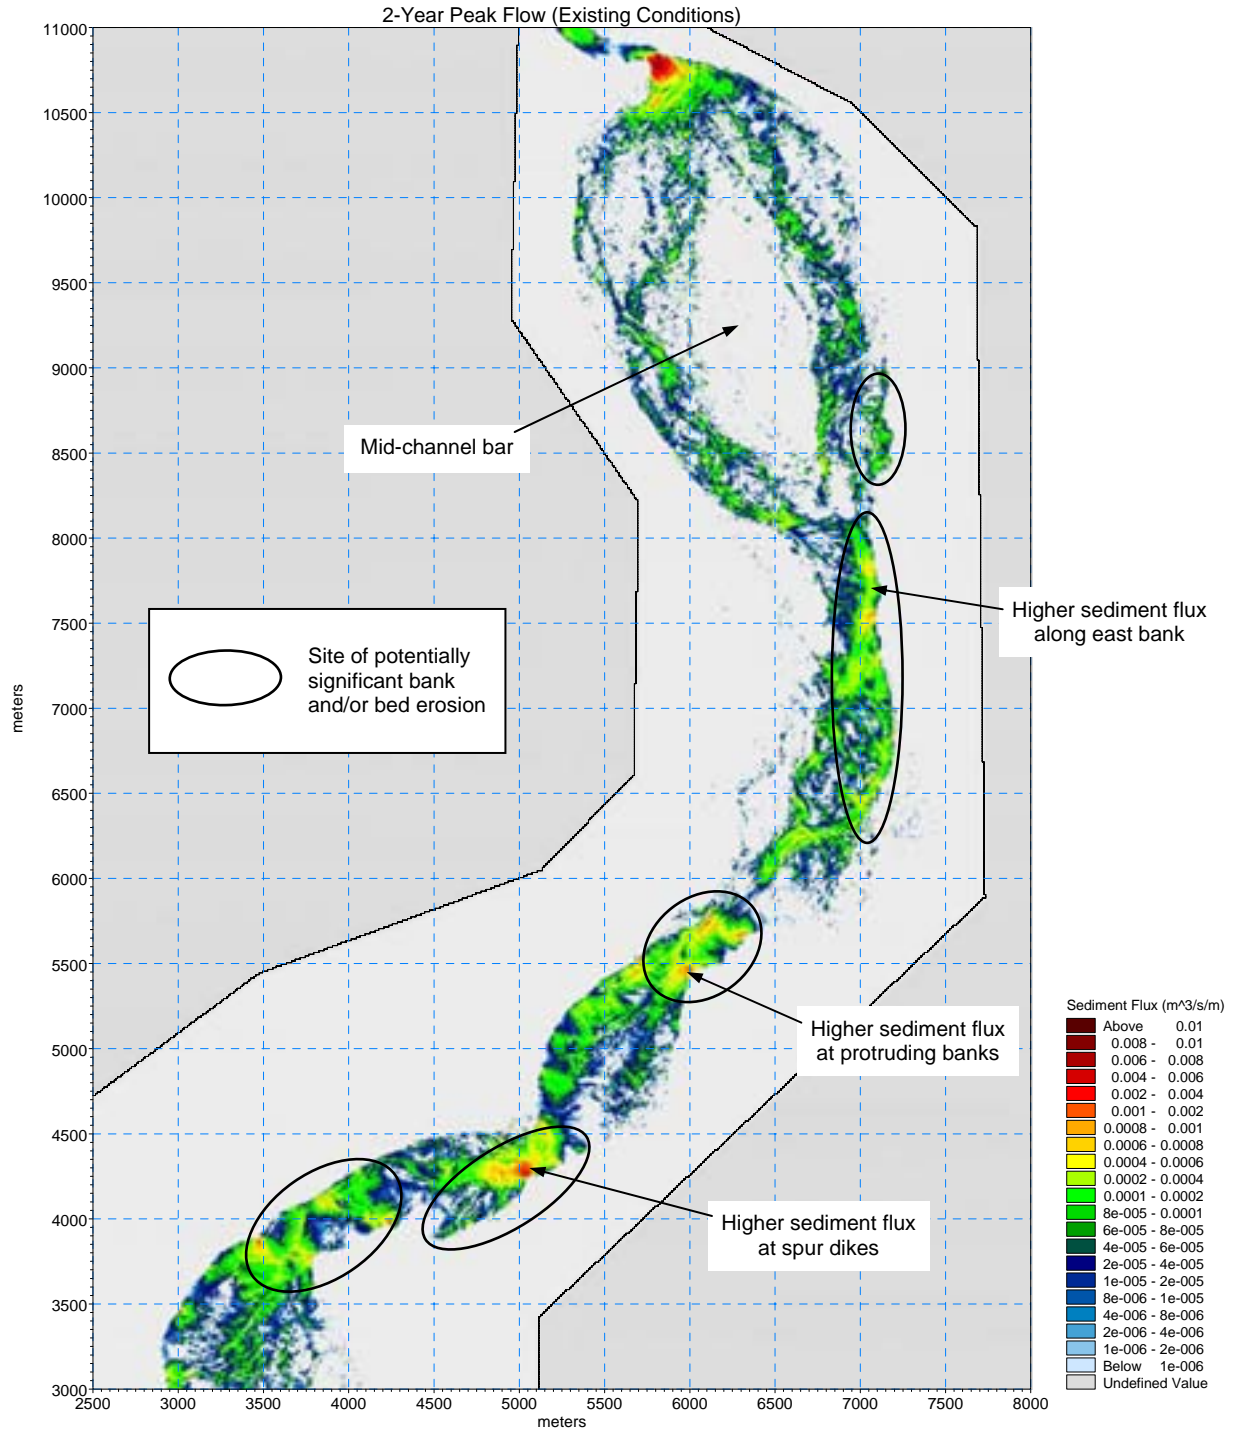 2-Year Peak Flow (Existing Conditions)
11000
10500
10000
9500
9000
8500
8000
7500
7000
6500
6000
5500
5000
4500
4000
3500
3000
meters
2500 3000 3500 4000 4500 5000 5500 6000 6500 7000 7500 8000
meters
Mid-channel bar
Site of potentially
significant bank
and/or bed erosion
Higher sediment flux
along east bank
Higher sediment flux
at protruding banks
Higher sediment flux
at spur dikes
Sediment Flux (m^3/s/m)
Above 0.01
0.008 - 0.01
0.006 - 0.008
0.004 - 0.006
0.002 - 0.004
0.001 - 0.002
0.0008 - 0.001
0.0006 - 0.0008
0.0004 - 0.0006
0.0002 - 0.0004
0.0001 - 0.0002
8e-005 - 0.0001
6e-005 - 8e-005
4e-005 - 6e-005
2e-005 - 4e-005
1e-005 - 2e-005
8e-006 - 1e-005
4e-006 - 8e-006
2e-006 - 4e-006
1e-006 - 2e-006
Below 1e-006
Undefined Value